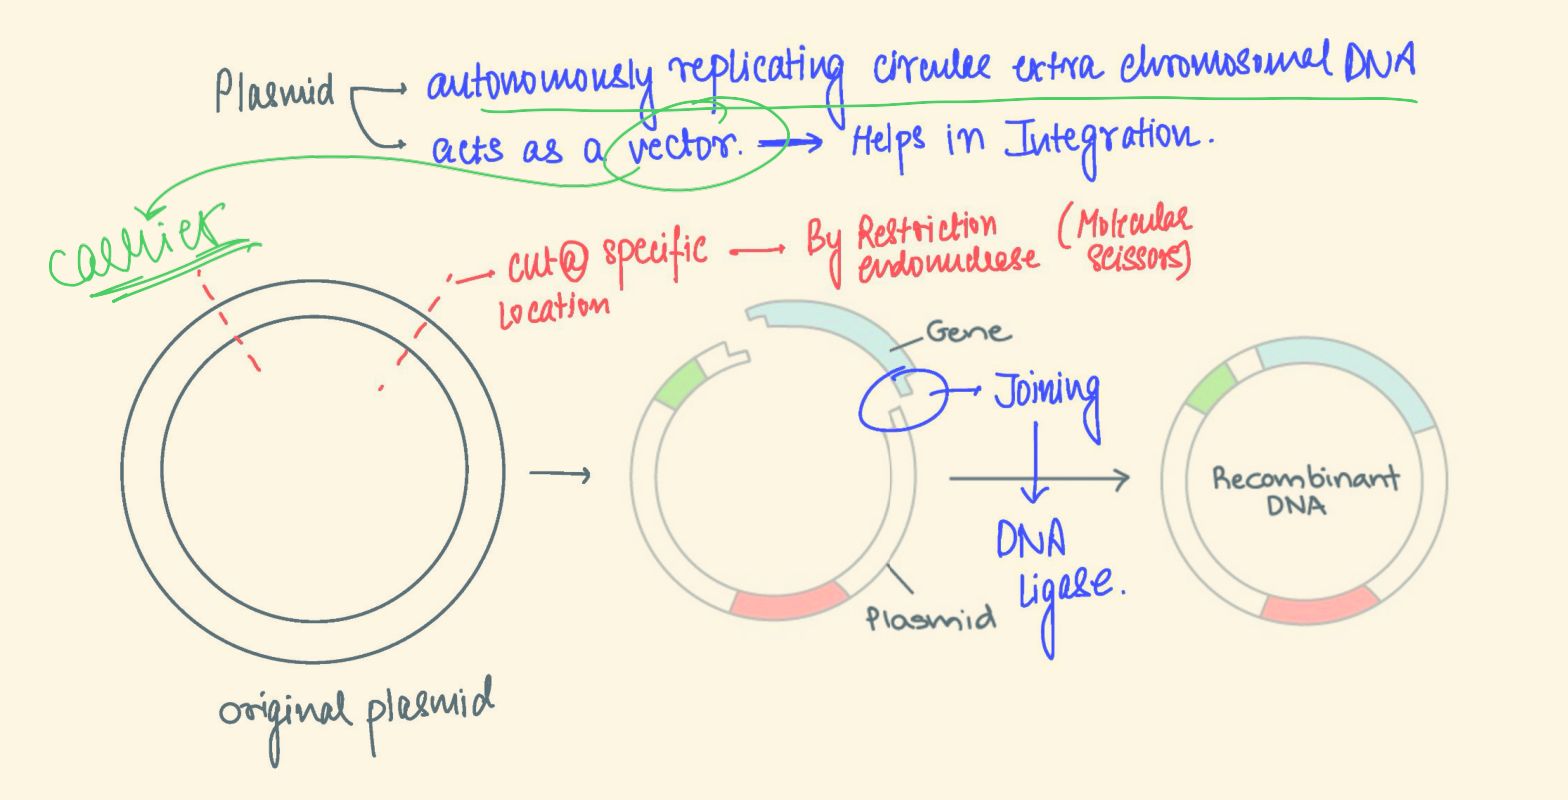 Plasmid → autonomously replicating circular extra chromosomal DNA
→ acts as a vector. → Helps in Integration.
carrier
→ cut @ specific → By Restriction (Molecular
location endonuclease scissors)
Gene
→ Joining
Recombinant
DNA
DNA
Ligase.
Plasmid
original plasmid